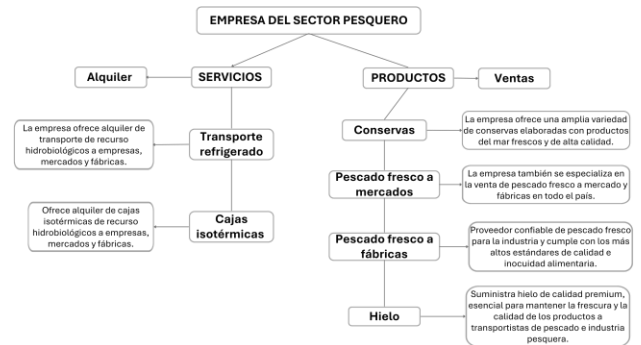 EMPRESA DEL SECTOR PESQUERO
Alquiler
SERVICIOS
PRODUCTOS
Ventas
La empresa ofrece alquiler de
transporte de recurso
hidrobiológicos a empresas,
mercados y fábricas.
Transporte
refrigerado
Ofrece alquiler de cajas
isotérmicas de recurso
hidrobiológicos a empresas,
mercados y fábricas.
Cajas
isotérmicas
Conservas
La empresa ofrece una amplia variedad
de conservas elaboradas con productos
del mar frescos y de alta calidad.
Pescado fresco a
mercados
La empresa también se especializa en
la venta de pescado fresco a mercado y
fábricas en todo el país.
Pescado fresco a
fábricas
Proveedor confiable de pescado fresco
para la industria y cumple con los más
altos estándares de calidad e
inocuidad alimentaria.
Hielo
Suministra hielo de calidad premium,
esencial para mantener la frescura y la
calidad de los productos a
transportistas de pescado e industria
pesquera.